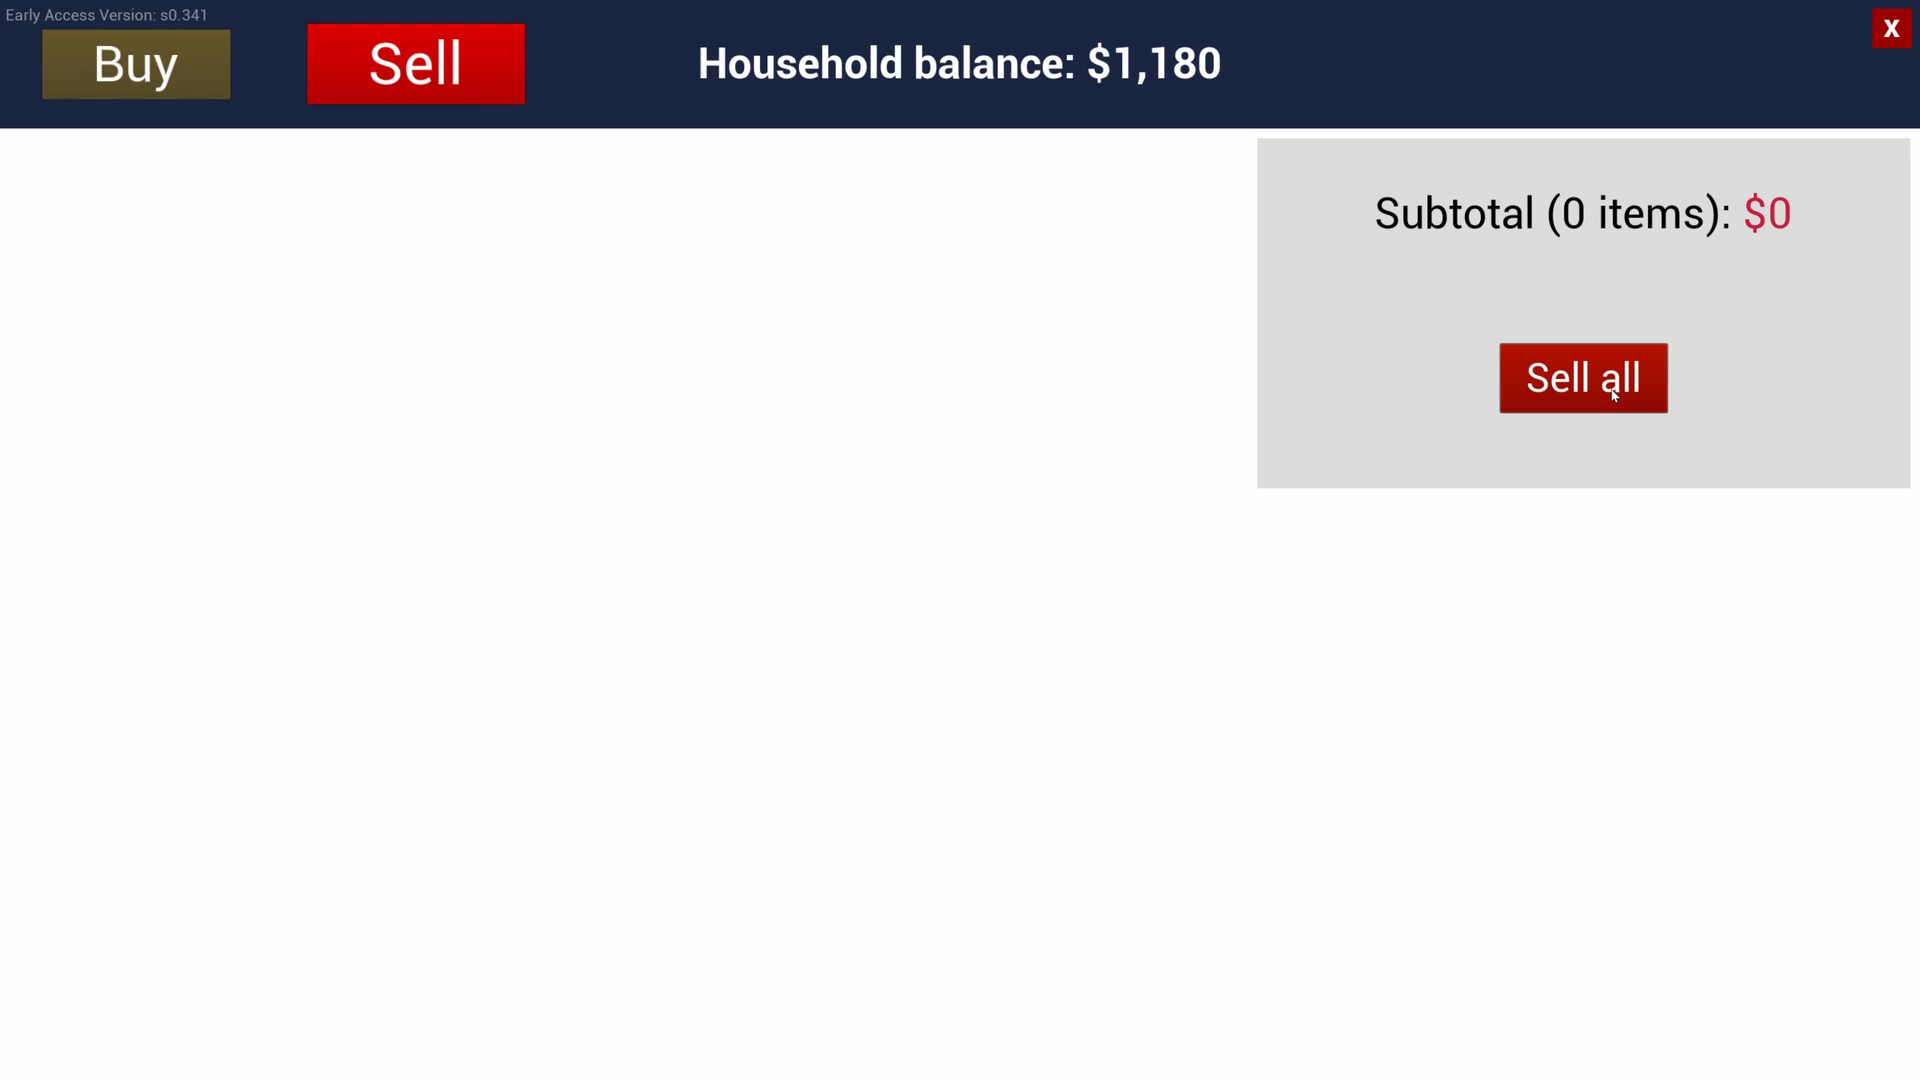 Early Access Version: s0.341
Buy
Sell
Household balance: $1,180
X
Subtotal (0 items): $0
Sell all